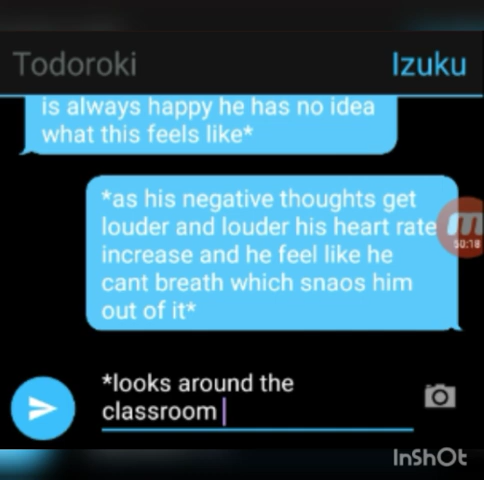 Todoroki Izuku
is always happy he has no idea
what this feels like*
*as his negative thoughts get
louder and louder his heart rate
increase and he feel like he
cant breath which snaos him
out of it*
50:18
*looks around the
classroom
InShOt